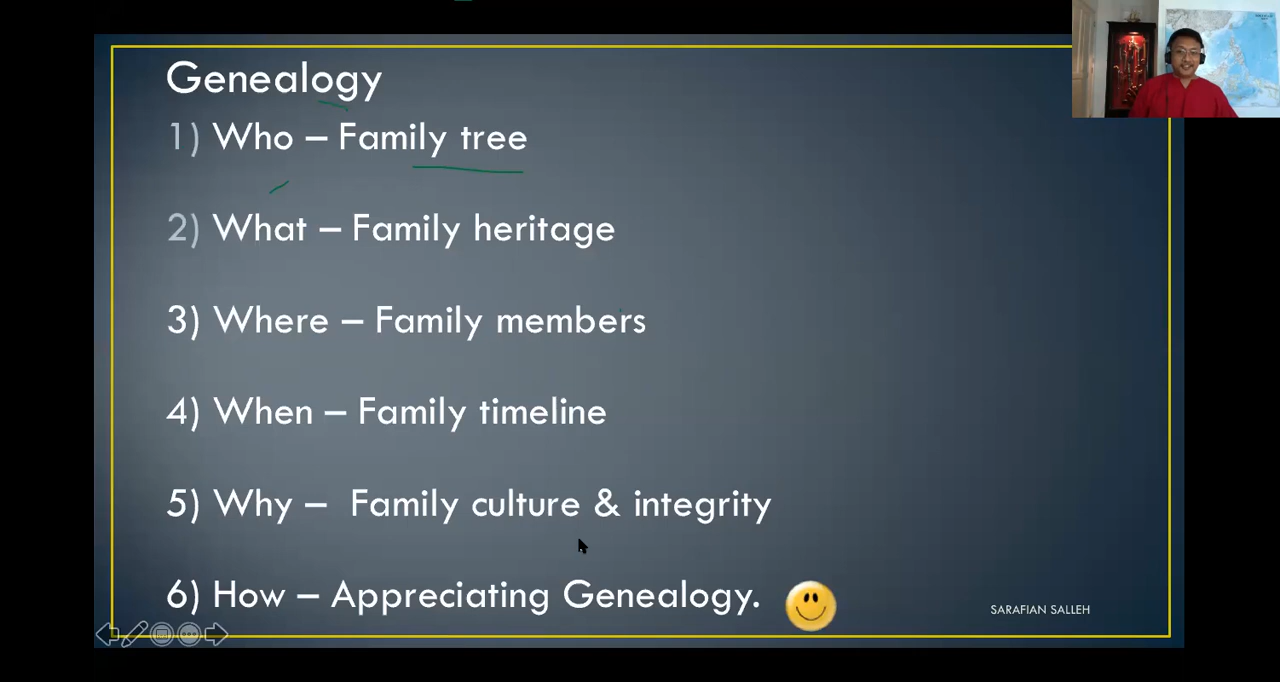 Genealogy
1) Who – Family tree
2) What – Family heritage
3) Where – Family members
4) When – Family timeline
5) Why – Family culture & integrity
6) How – Appreciating Genealogy.
SARAFIAN SALLEH